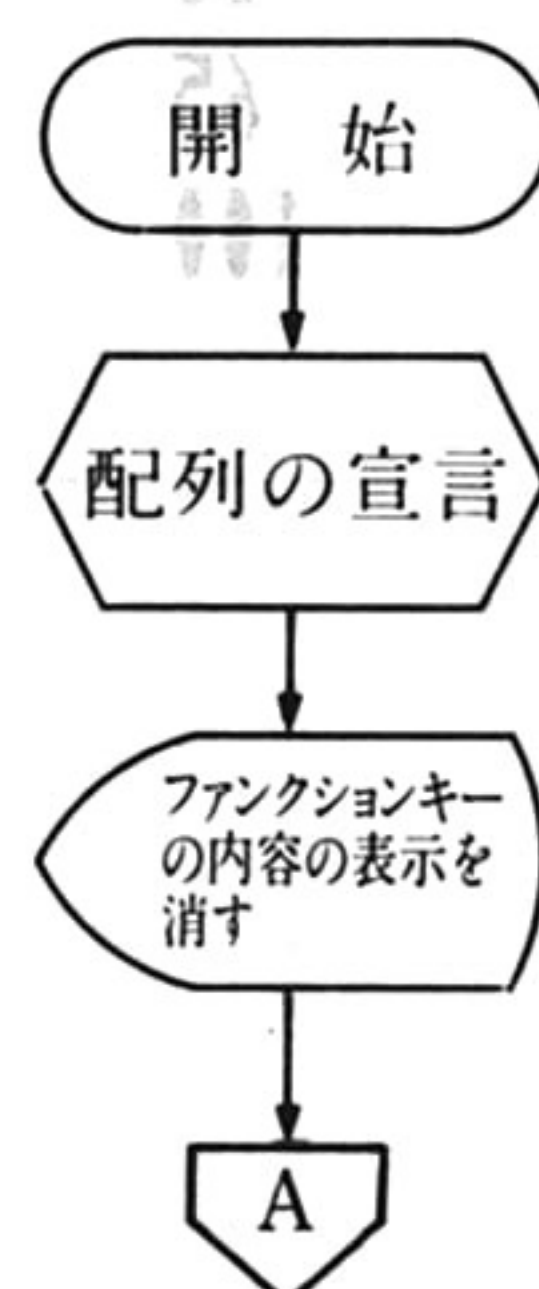 開　始
配列の宣言
ファンクションキー
の内容の表示を
消す
A